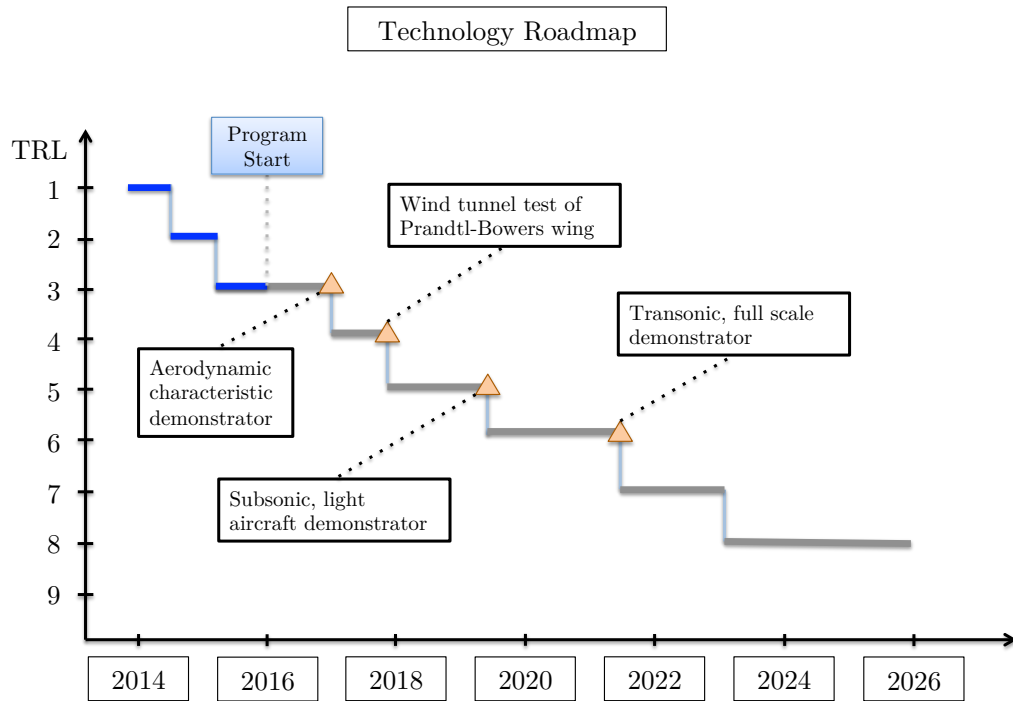 Technology Roadmap
TRL
Program
Start
1
Wind tunnel test of
Prandtl-Bowers wing
2
3
Transonic, full scale
demonstrator
4
Aerodynamic
characteristic
demonstrator
5
6
Subsonic, light
aircraft demonstrator
7
8
9
2014
2016
2018
2020
2022
2024
2026